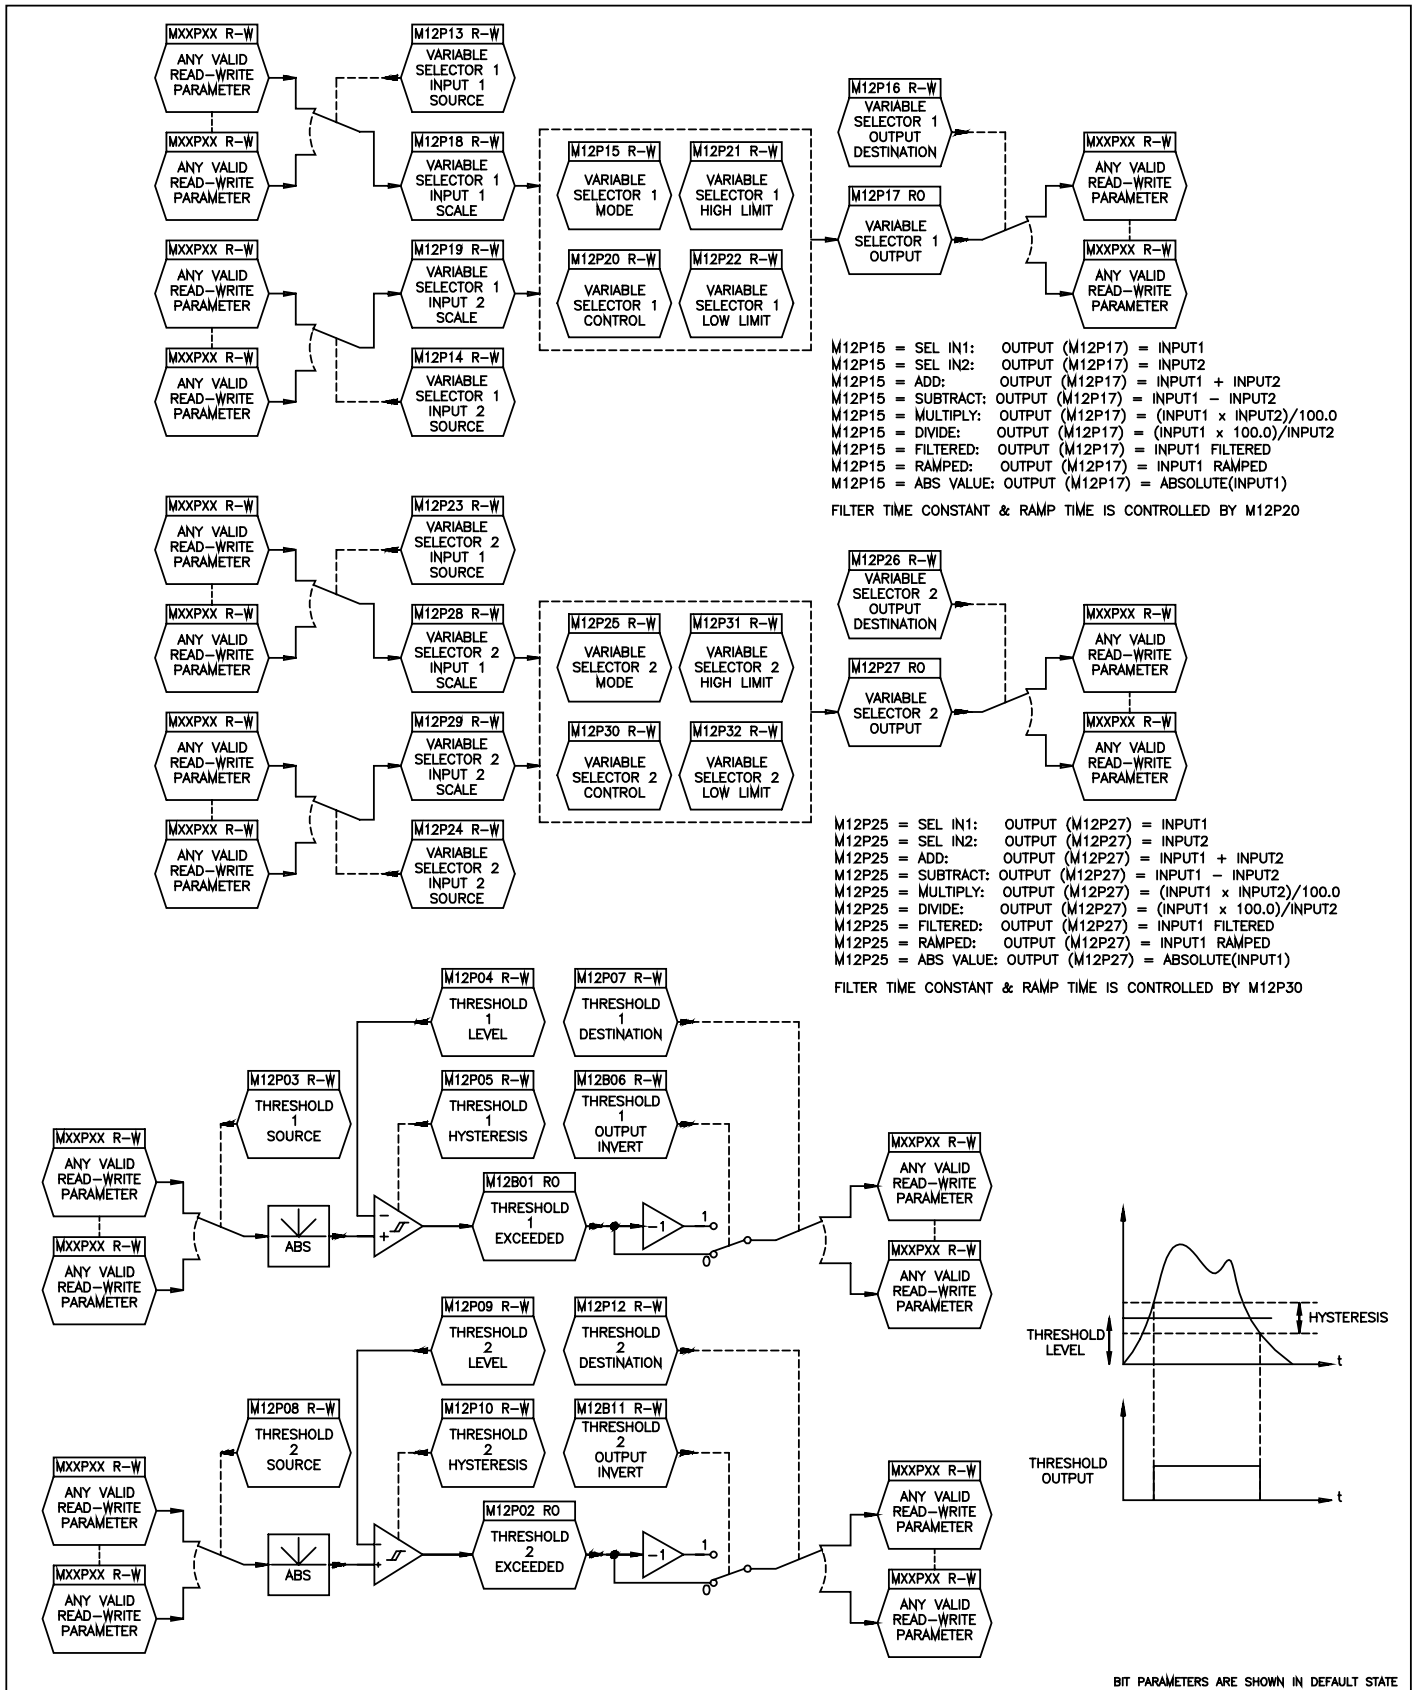 MXXPXX R-W
ANY VALID
READ-WRITE
PARAMETER
M12P13 R-W
VARIABLE
SELECTOR 1
INPUT 1
SOURCE
MXXPXX R-W
ANY VALID
READ-WRITE
PARAMETER
M12P18 R-W
VARIABLE
SELECTOR 1
INPUT 1
SCALE
MXXPXX R-W
ANY VALID
READ-WRITE
PARAMETER
M12P19 R-W
VARIABLE
SELECTOR 1
INPUT 2
SCALE
MXXPXX R-W
ANY VALID
READ-WRITE
PARAMETER
M12P14 R-W
VARIABLE
SELECTOR 1
INPUT 2
SOURCE
M12P15 R-W
VARIABLE
SELECTOR 1
MODE
M12P21 R-W
VARIABLE
SELECTOR 1
HIGH LIMIT
M12P20 R-W
VARIABLE
SELECTOR 1
CONTROL
M12P22 R-W
VARIABLE
SELECTOR 1
LOW LIMIT
M12P16 R-W
VARIABLE
SELECTOR 1
OUTPUT
DESTINATION
M12P17 RO
VARIABLE
SELECTOR 1
OUTPUT
MXXPXX R-W
ANY VALID
READ-WRITE
PARAMETER
MXXPXX R-W
ANY VALID
READ-WRITE
PARAMETER
M12P15 = SEL IN1: OUTPUT (M12P17) = INPUT1
M12P15 = SEL IN2: OUTPUT (M12P17) = INPUT2
M12P15 = ADD: OUTPUT (M12P17) = INPUT1 + INPUT2
M12P15 = SUBTRACT: OUTPUT (M12P17) = INPUT1 - INPUT2
M12P15 = MULTIPLY: OUTPUT (M12P17) = (INPUT1 x INPUT2)/100.0
M12P15 = DIVIDE: OUTPUT (M12P17) = (INPUT1 x 100.0)/INPUT2
M12P15 = FILTERED: OUTPUT (M12P17) = INPUT1 FILTERED
M12P15 = RAMPED: OUTPUT (M12P17) = INPUT1 RAMPED
M12P15 = ABS VALUE: OUTPUT (M12P17) = ABSOLUTE(INPUT1)
FILTER TIME CONSTANT & RAMP TIME IS CONTROLLED BY M12P20
MXXPXX R-W
ANY VALID
READ-WRITE
PARAMETER
M12P23 R-W
VARIABLE
SELECTOR 2
INPUT 1
SOURCE
MXXPXX R-W
ANY VALID
READ-WRITE
PARAMETER
M12P28 R-W
VARIABLE
SELECTOR 2
INPUT 1
SCALE
MXXPXX R-W
ANY VALID
READ-WRITE
PARAMETER
M12P29 R-W
VARIABLE
SELECTOR 2
INPUT 2
SCALE
MXXPXX R-W
ANY VALID
READ-WRITE
PARAMETER
M12P24 R-W
VARIABLE
SELECTOR 2
INPUT 2
SOURCE
M12P25 R-W
VARIABLE
SELECTOR 2
MODE
M12P31 R-W
VARIABLE
SELECTOR 2
HIGH LIMIT
M12P30 R-W
VARIABLE
SELECTOR 2
CONTROL
M12P32 R-W
VARIABLE
SELECTOR 2
LOW LIMIT
M12P26 R-W
VARIABLE
SELECTOR 2
OUTPUT
DESTINATION
M12P27 RO
VARIABLE
SELECTOR 2
OUTPUT
MXXPXX R-W
ANY VALID
READ-WRITE
PARAMETER
MXXPXX R-W
ANY VALID
READ-WRITE
PARAMETER
M12P25 = SEL IN1: OUTPUT (M12P27) = INPUT1
M12P25 = SEL IN2: OUTPUT (M12P27) = INPUT2
M12P25 = ADD: OUTPUT (M12P27) = INPUT1 + INPUT2
M12P25 = SUBTRACT: OUTPUT (M12P27) = INPUT1 - INPUT2
M12P25 = MULTIPLY: OUTPUT (M12P27) = (INPUT1 x INPUT2)/100.0
M12P25 = DIVIDE: OUTPUT (M12P27) = (INPUT1 x 100.0)/INPUT2
M12P25 = FILTERED: OUTPUT (M12P27) = INPUT1 FILTERED
M12P25 = RAMPED: OUTPUT (M12P27) = INPUT1 RAMPED
M12P25 = ABS VALUE: OUTPUT (M12P27) = ABSOLUTE(INPUT1)
FILTER TIME CONSTANT & RAMP TIME IS CONTROLLED BY M12P30
M12P04 R-W
THRESHOLD
1
LEVEL
M12P07 R-W
THRESHOLD
1
DESTINATION
M12P03 R-W
THRESHOLD
1
SOURCE
M12P05 R-W
THRESHOLD
1
HYSTERESIS
M12B06 R-W
THRESHOLD
1
OUTPUT
INVERT
MXXPXX R-W
ANY VALID
READ-WRITE
PARAMETER
MXXPXX R-W
ANY VALID
READ-WRITE
PARAMETER
ABS
-
+
M12B01 RO
THRESHOLD
1
EXCEEDED
-1
1
0
MXXPXX R-W
ANY VALID
READ-WRITE
PARAMETER
MXXPXX R-W
ANY VALID
READ-WRITE
PARAMETER
M12P09 R-W
THRESHOLD
2
LEVEL
M12P12 R-W
THRESHOLD
2
DESTINATION
M12P08 R-W
THRESHOLD
2
SOURCE
M12P10 R-W
THRESHOLD
2
HYSTERESIS
M12B11 R-W
THRESHOLD
2
OUTPUT
INVERT
MXXPXX R-W
ANY VALID
READ-WRITE
PARAMETER
MXXPXX R-W
ANY VALID
READ-WRITE
PARAMETER
ABS
-
+
M12P02 RO
THRESHOLD
2
EXCEEDED
-1
1
0
MXXPXX R-W
ANY VALID
READ-WRITE
PARAMETER
MXXPXX R-W
ANY VALID
READ-WRITE
PARAMETER
HYSTERESIS
THRESHOLD
LEVEL
t
THRESHOLD
OUTPUT
t
BIT PARAMETERS ARE SHOWN IN DEFAULT STATE